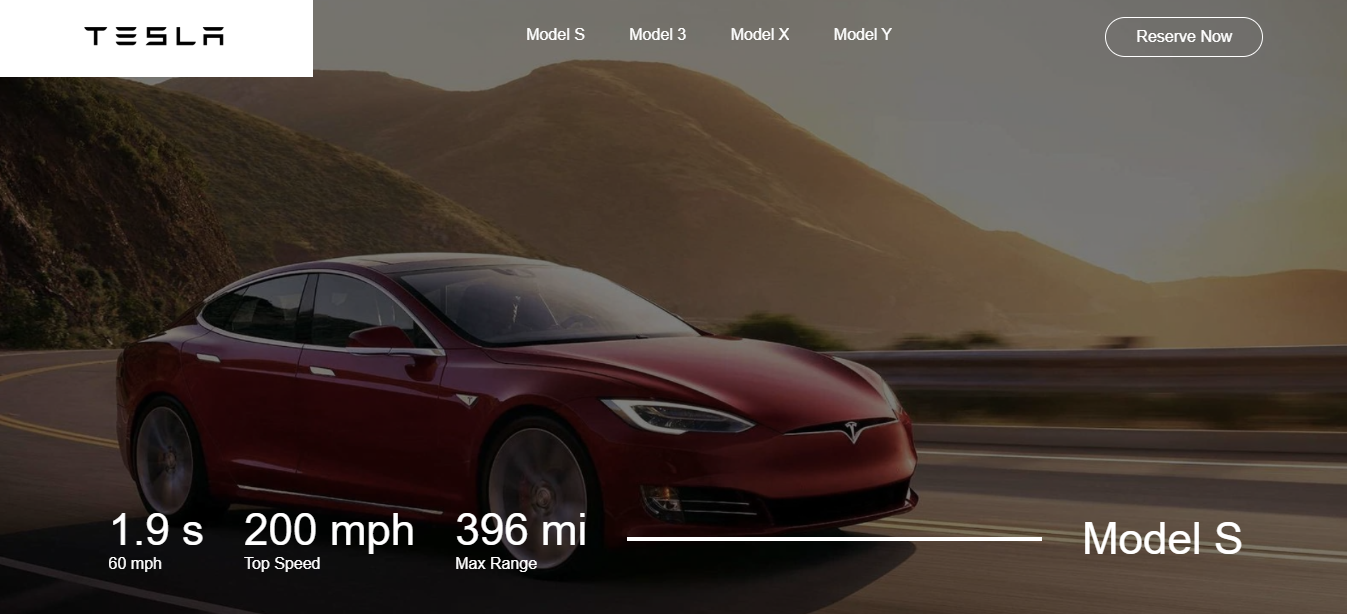 TESLA
Model S Model 3 Model X Model Y
Reserve Now
1.9 s 200 mph 396 mi
60 mph Top Speed Max Range
Model S